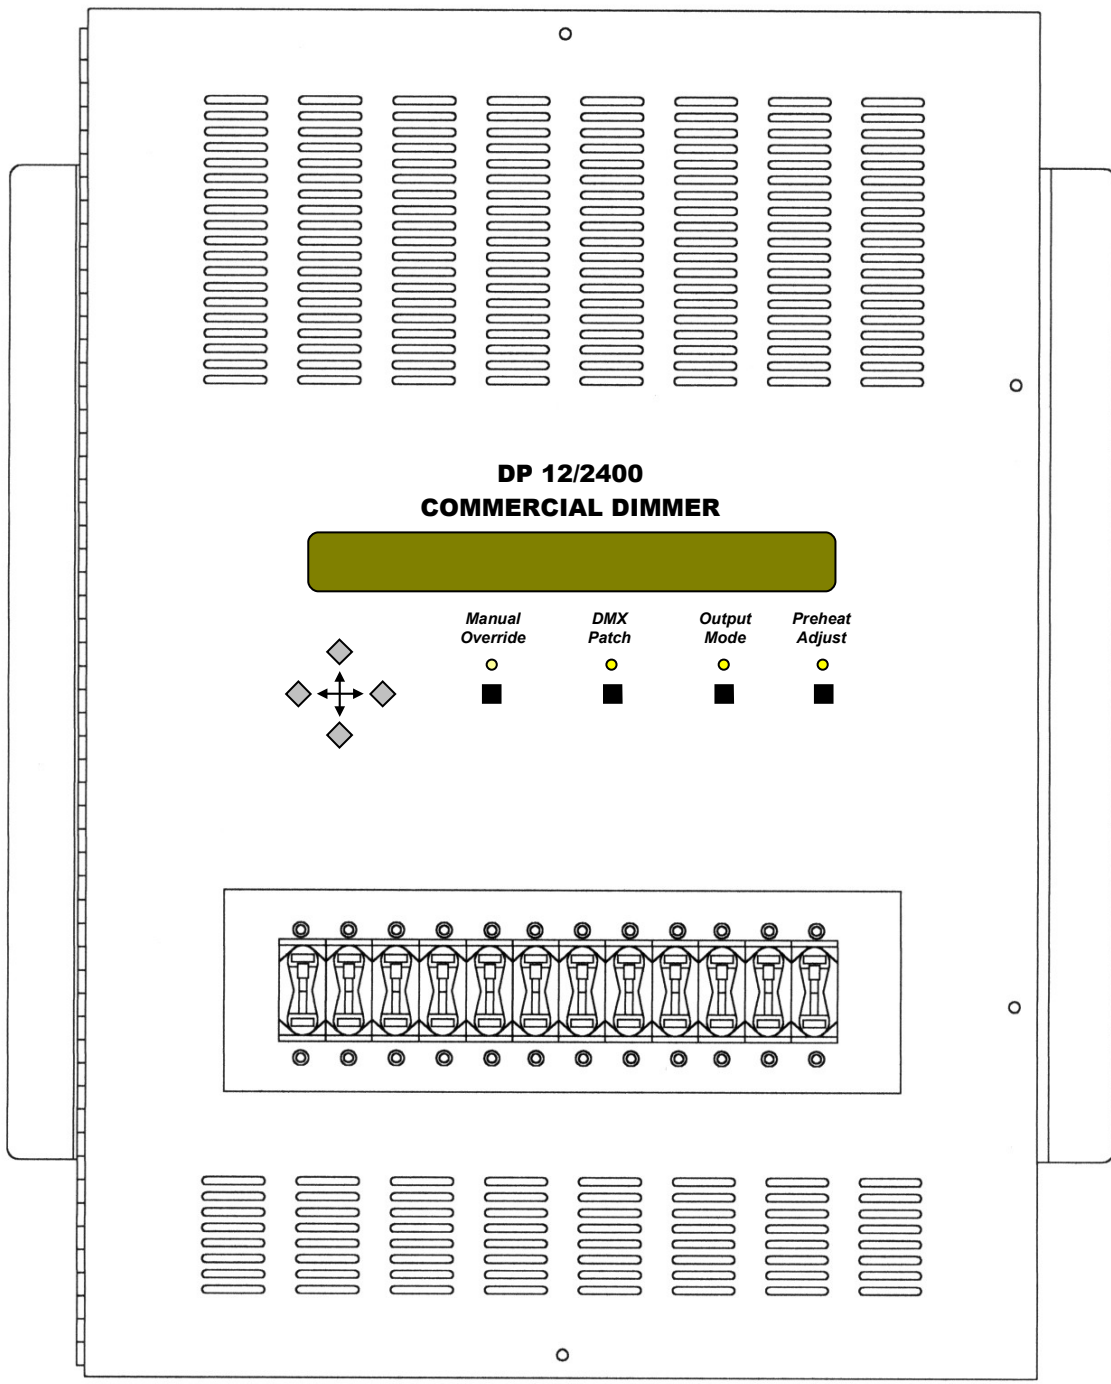 DP 12/2400
COMMERCIAL DIMMER
Manual Override
DMX Patch
Output Mode
Preheat Adjust